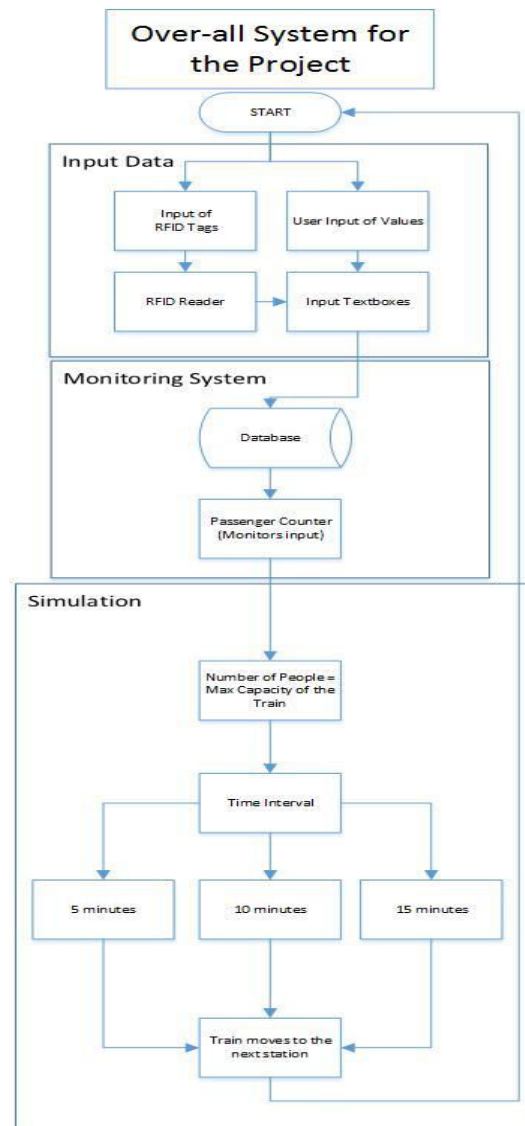 Over-all System for
the Project
START
Input Data
Input of
RFID Tags
User Input of Values
RFID Reader
Input Textboxes
Monitoring System
Database
Passenger Counter
(Monitors input)
Simulation
Number of People =
Max Capacity of the
Train
Time Interval
5 minutes
10 minutes
15 minutes
Train moves to the
next station